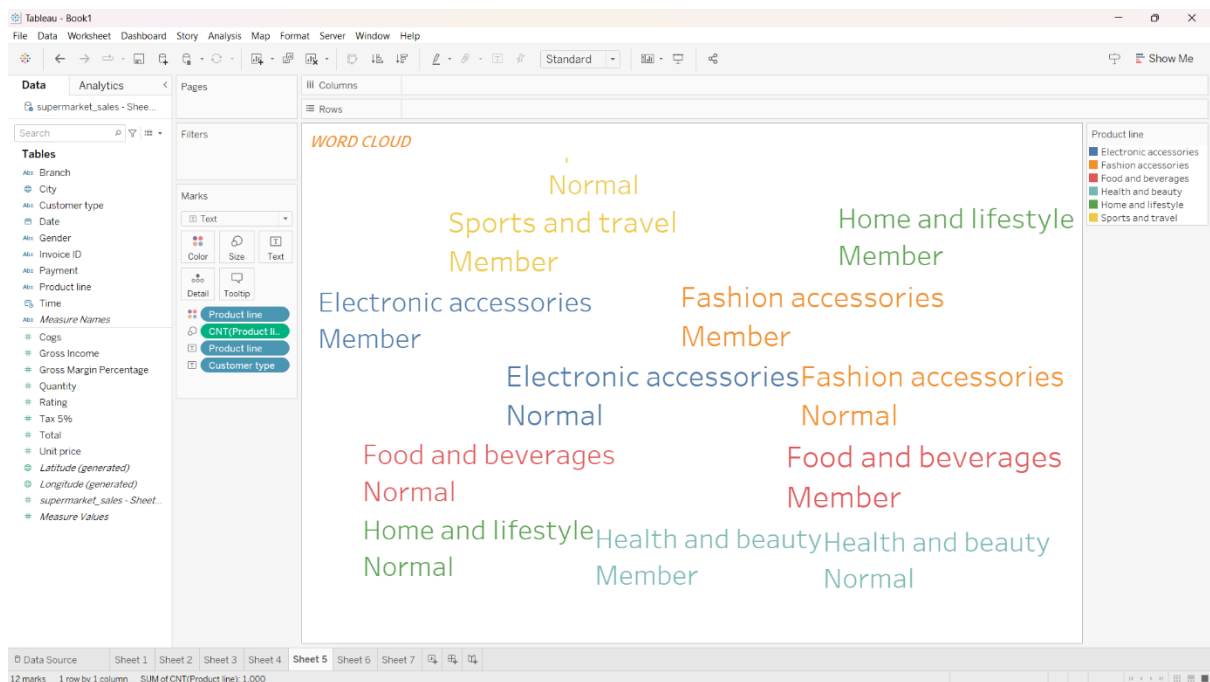 Tableau - Book1
File Data Worksheet Dashboard Story Analysis Map Format Server Window Help
Standard
Show Me
Data Analytics
supermarket_sales - Shee...
Search
Tables
Branch
City
Customer type
Date
Gender
Invoice ID
Payment
Product line
Time
Measure Names
Cogs
Gross Income
Gross Margin Percentage
Quantity
Rating
Tax 5%
Total
Unit price
Latitude (generated)
Longitude (generated)
supermarket_sales - Sheet...
Measure Values
Pages
Filters
Marks
Text
Color Size Text
Detail Tooltip
Product line
CNT(Product li..
Product line
Customer type
Columns
Rows
WORD CLOUD
Normal
Sports and travel
Member
Home and lifestyle
Member
Electronic accessories
Member
Fashion accessories
Member
Electronic accessories
Normal
Fashion accessories
Normal
Food and beverages
Normal
Food and beverages
Member
Home and lifestyle
Normal
Health and beauty
Member
Health and beauty
Normal
Product line
Electronic accessories
Fashion accessories
Food and beverages
Health and beauty
Home and lifestyle
Sports and travel
Data Source Sheet 1 Sheet 2 Sheet 3 Sheet 4 Sheet 5 Sheet 6 Sheet 7
12 marks 1 row by 1 column SUM of CNT(Product line): 1,000